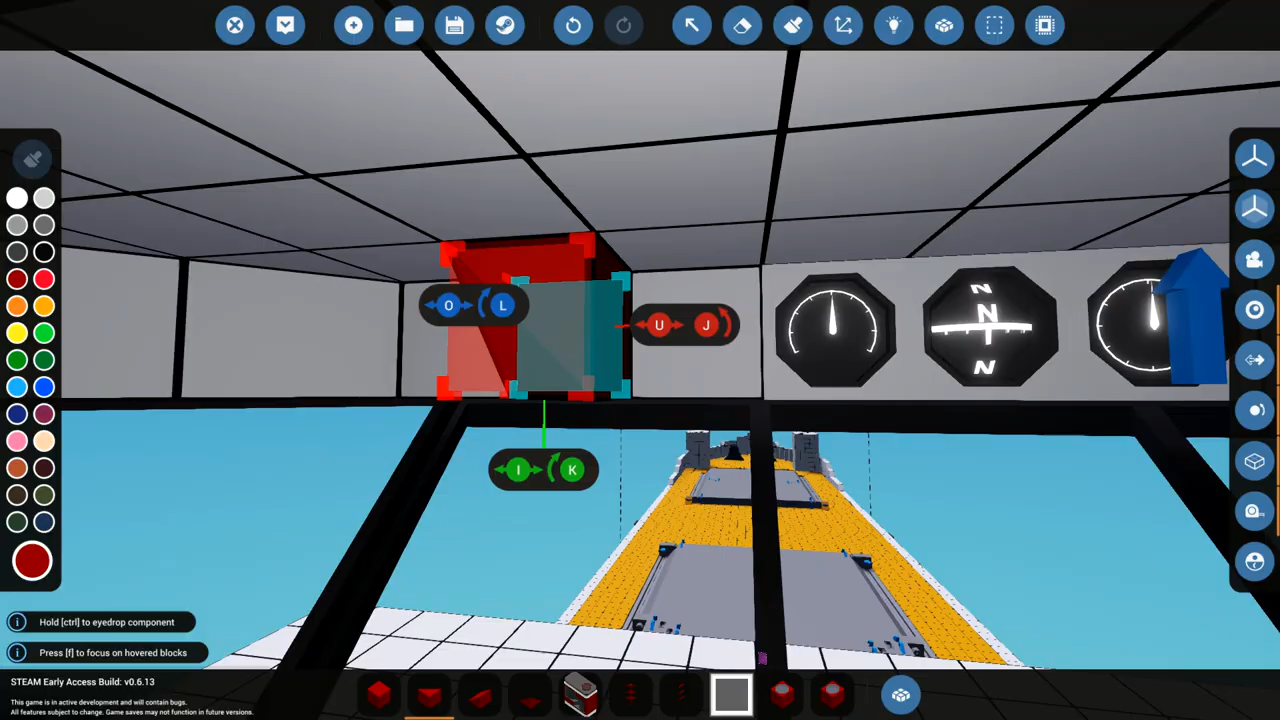 O L
U J
N
N
N
I K
Hold [ctrl] to eyedrop component
Press [f] to focus on hovered blocks
STEAM Early Access Build: v0.6.13
This game is in active development and will contain bugs.
All features subject to change. Game saves may not function in future versions.